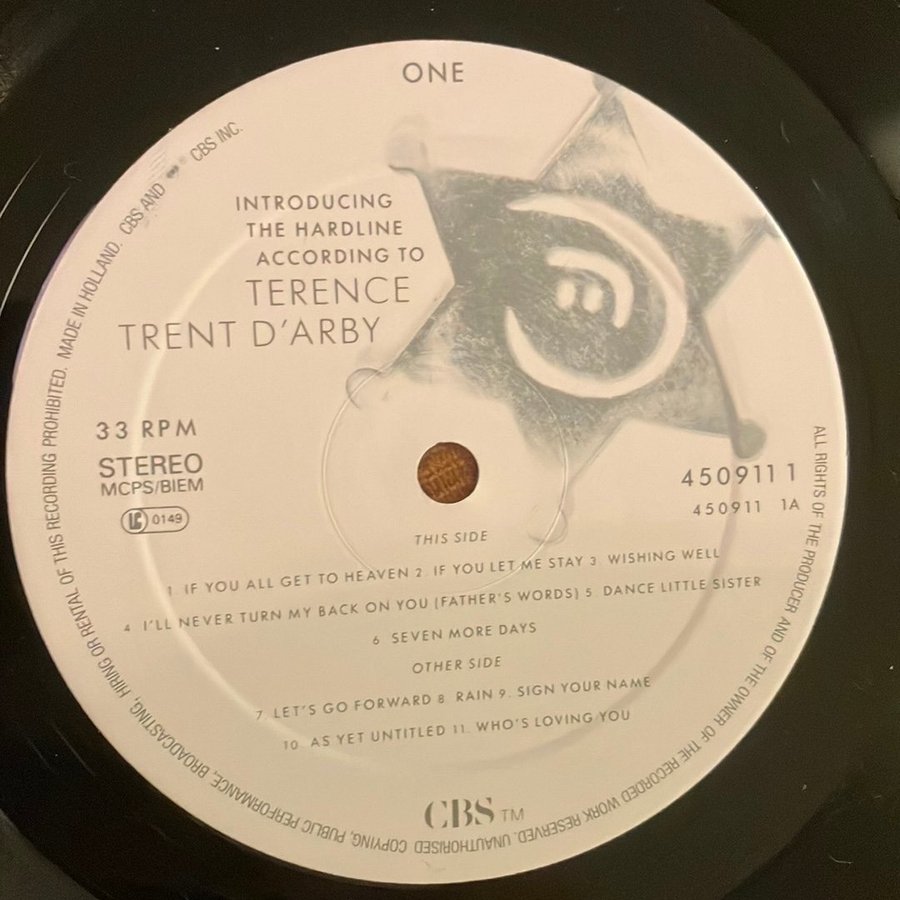 ONE
INTRODUCING
THE HARDLINE
ACCORDING TO
TERENCE
TRENT D'ARBY
33 RPM
STEREO
MCPS/BIEM
LC 0149
450911 1
450911 1A
THIS SIDE
1. IF YOU ALL GET TO HEAVEN 2. IF YOU LET ME STAY 3. WISHING WELL
4. I'LL NEVER TURN MY BACK ON YOU (FATHER'S WORDS) 5. DANCE LITTLE SISTER
6 SEVEN MORE DAYS
OTHER SIDE
7. LET'S GO FORWARD 8. RAIN 9. SIGN YOUR NAME
10 AS YET UNTITLED 11. WHO'S LOVING YOU
CBS TM
ALL RIGHTS OF THE PRODUCER AND OF THE OWNER OF THE RECORDED WORK RESERVED. UNAUTHORISED COPYING, PUBLIC PERFORMANCE, BROADCASTING, HIRING OR RENTAL OF THIS RECORDING PROHIBITED. MADE IN HOLLAND. CBS AND CBS INC.